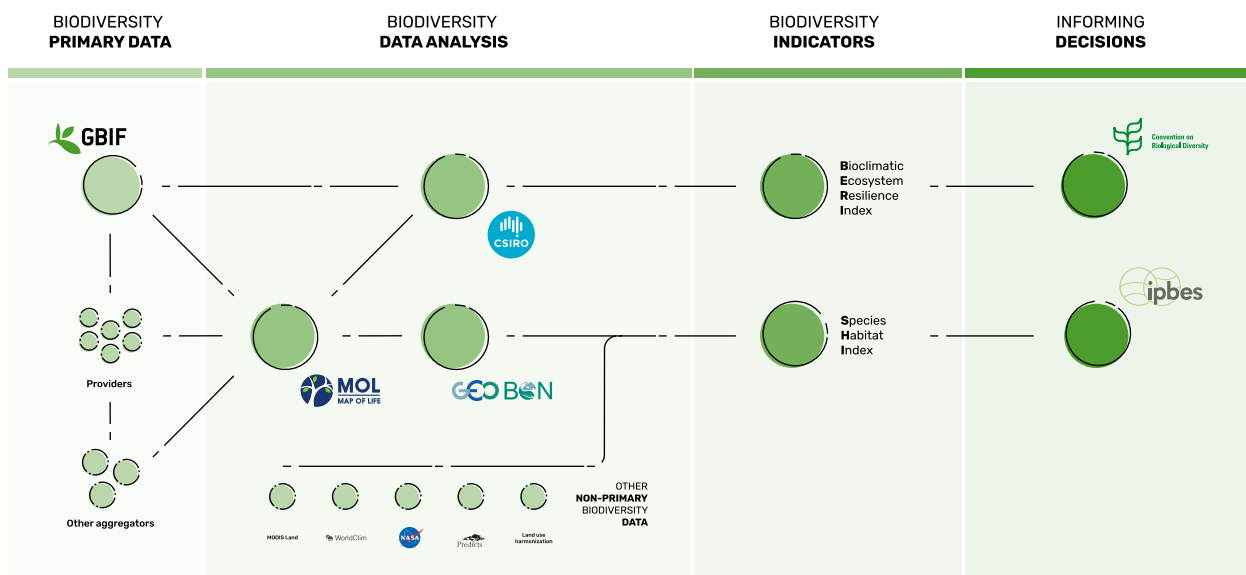 BIODIVERSITY
PRIMARY DATA
BIODIVERSITY
DATA ANALYSIS
BIODIVERSITY
INDICATORS
INFORMING
DECISIONS
GBIF
CSIRO
Bioclimatic
Ecosystem
Resilience
Index
Convention on
Biological Diversity
Providers
MOL
MAP OF LIFE
GEO BON
Species
Habitat
Index
ipbes
Other aggregators
MODIS Land
WorldClim
NASA
Predicts
Land use
harmonization
OTHER
NON-PRIMARY
BIODIVERSITY
DATA